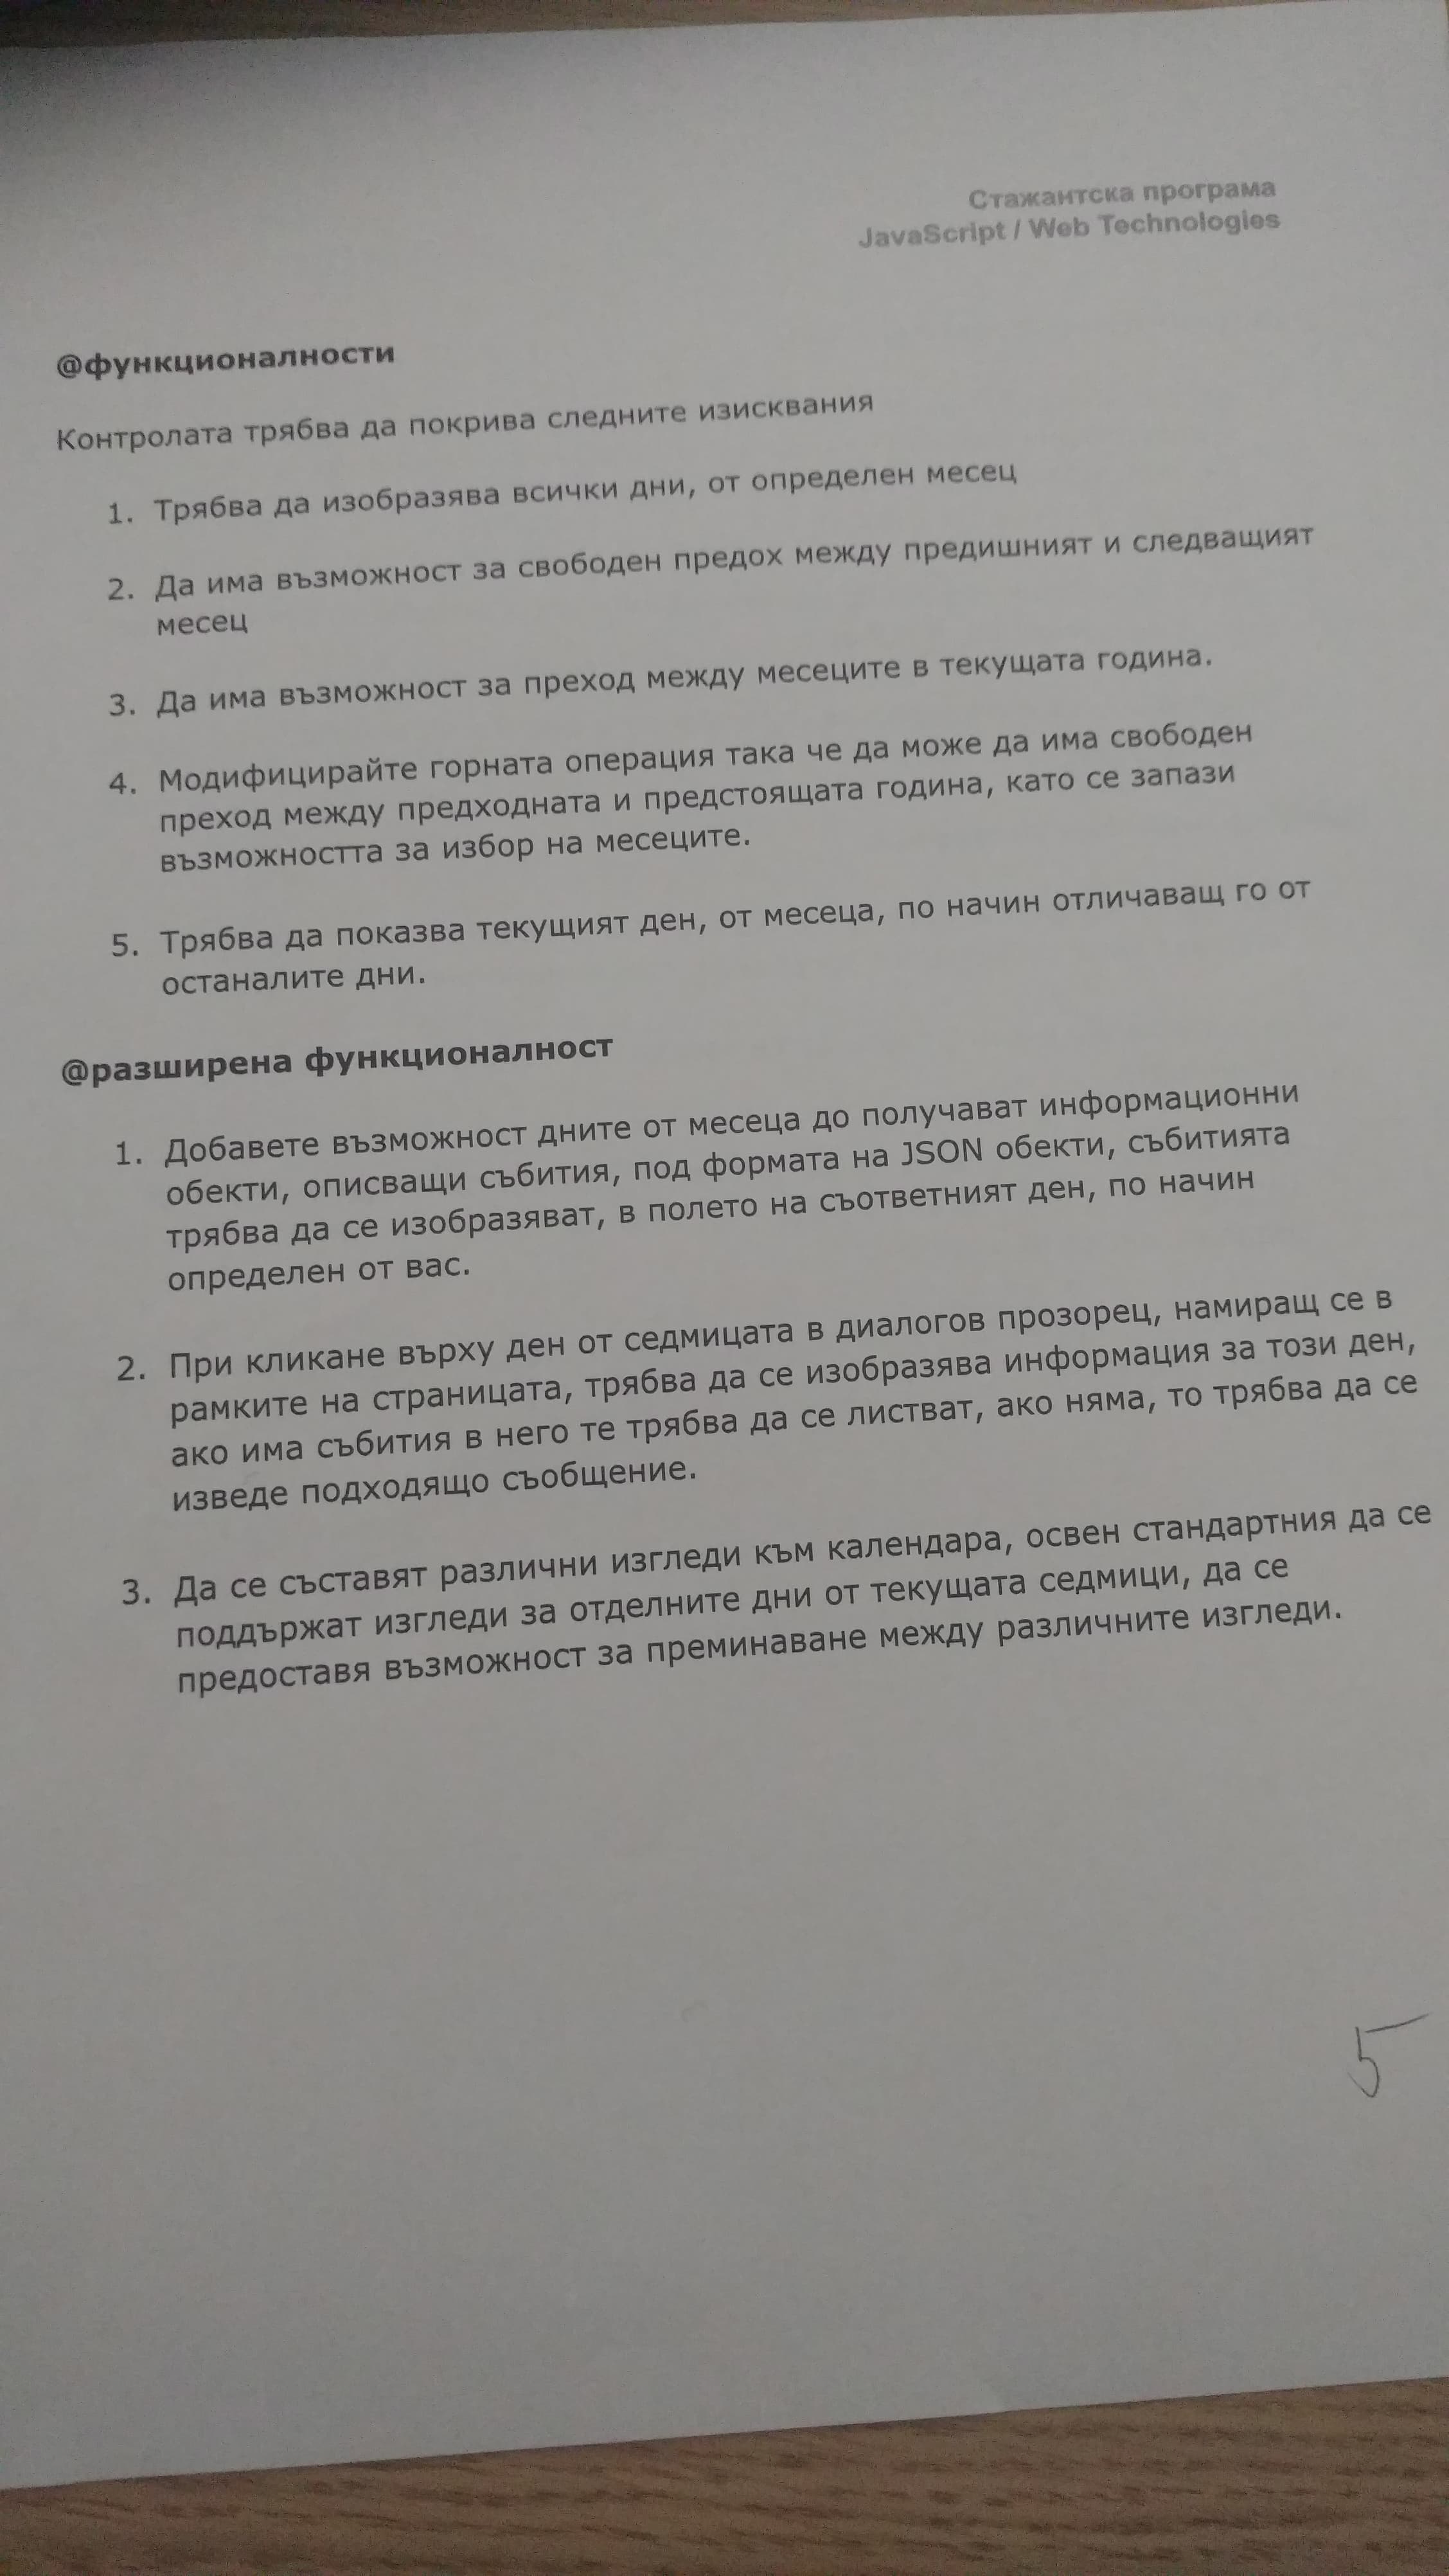 Стажантска програма
JavaScript / Web Technologies
@функционалности
Контролата трябва да покрива следните изисквания
1. Трябва да изобразява всички дни, от определен месец
2. Да има възможност за свободен предох между предишният и следващият
месец
3. Да има възможност за преход между месеците в текущата година.
4. Модифицирайте горната операция така че да може да има свободен
преход между предходната и предстоящата година, като се запази
възможността за избор на месеците.
5. Трябва да показва текущият ден, от месеца, по начин отличаващ го от
останалите дни.
@разширена функционалност
1. Добавете възможност дните от месеца до получават информационни
обекти, описващи събития, под формата на JSON обекти, събитията
трябва да се изобразяват, в полето на съответният ден, по начин
определен от вас.
2. При кликане върху ден от седмицата в диалогов прозорец, намиращ се в
рамките на страницата, трябва да се изобразява информация за този ден,
ако има събития в него те трябва да се листват, ако няма, то трябва да се
изведе подходящо съобщение.
3. Да се съставят различни изгледи към календара, освен стандартния да се
поддържат изгледи за отделните дни от текущата седмици, да се
предоставя възможност за преминаване между различните изгледи.
5